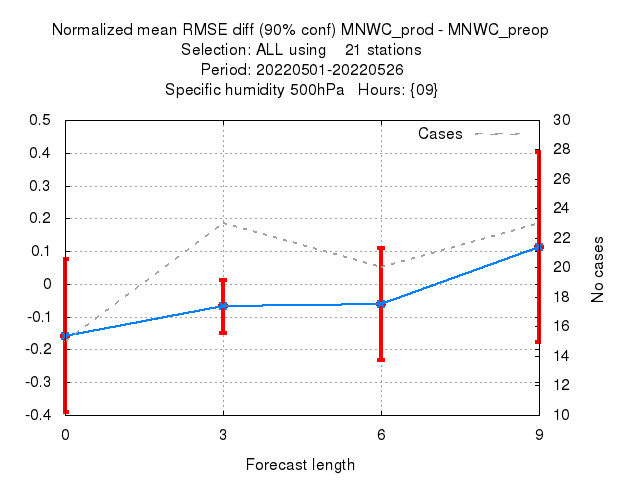 Normalized mean RMSE diff (90% conf) MNWC_prod - MNWC_preop
Selection: ALL using 21 stations
Period: 20220501-20220526
Specific humidity 500hPa Hours: {09}
Cases
0.5
0.4
0.3
0.2
0.1
0
-0.1
-0.2
-0.3
-0.4
30
28
26
24
22
20
18
16
14
12
10
No cases
0 3 6 9
Forecast length